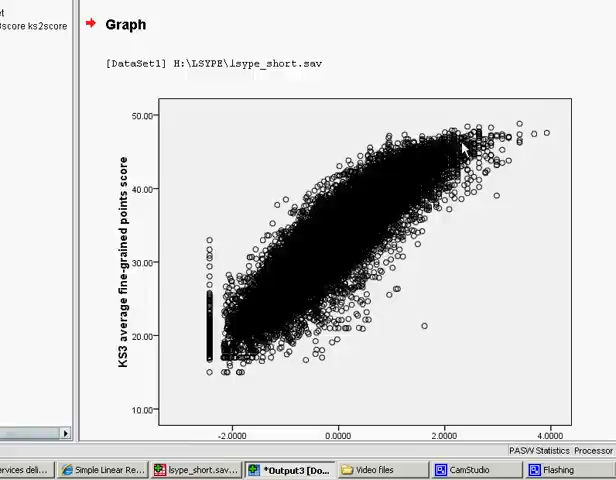 et
score ks2score
Graph
[DataSet1] H:\LSYPE\lsype_short.sav
KS3 average fine-grained points score
50.00
40.00
30.00
20.00
10.00
-2.0000
0.0000
2.0000
4.0000
PASW Statistics Processor
ervices deli...
Simple Linear Re...
lsype_short.sav...
*Output3 [Do...
Video files
CamStudio
Flashing